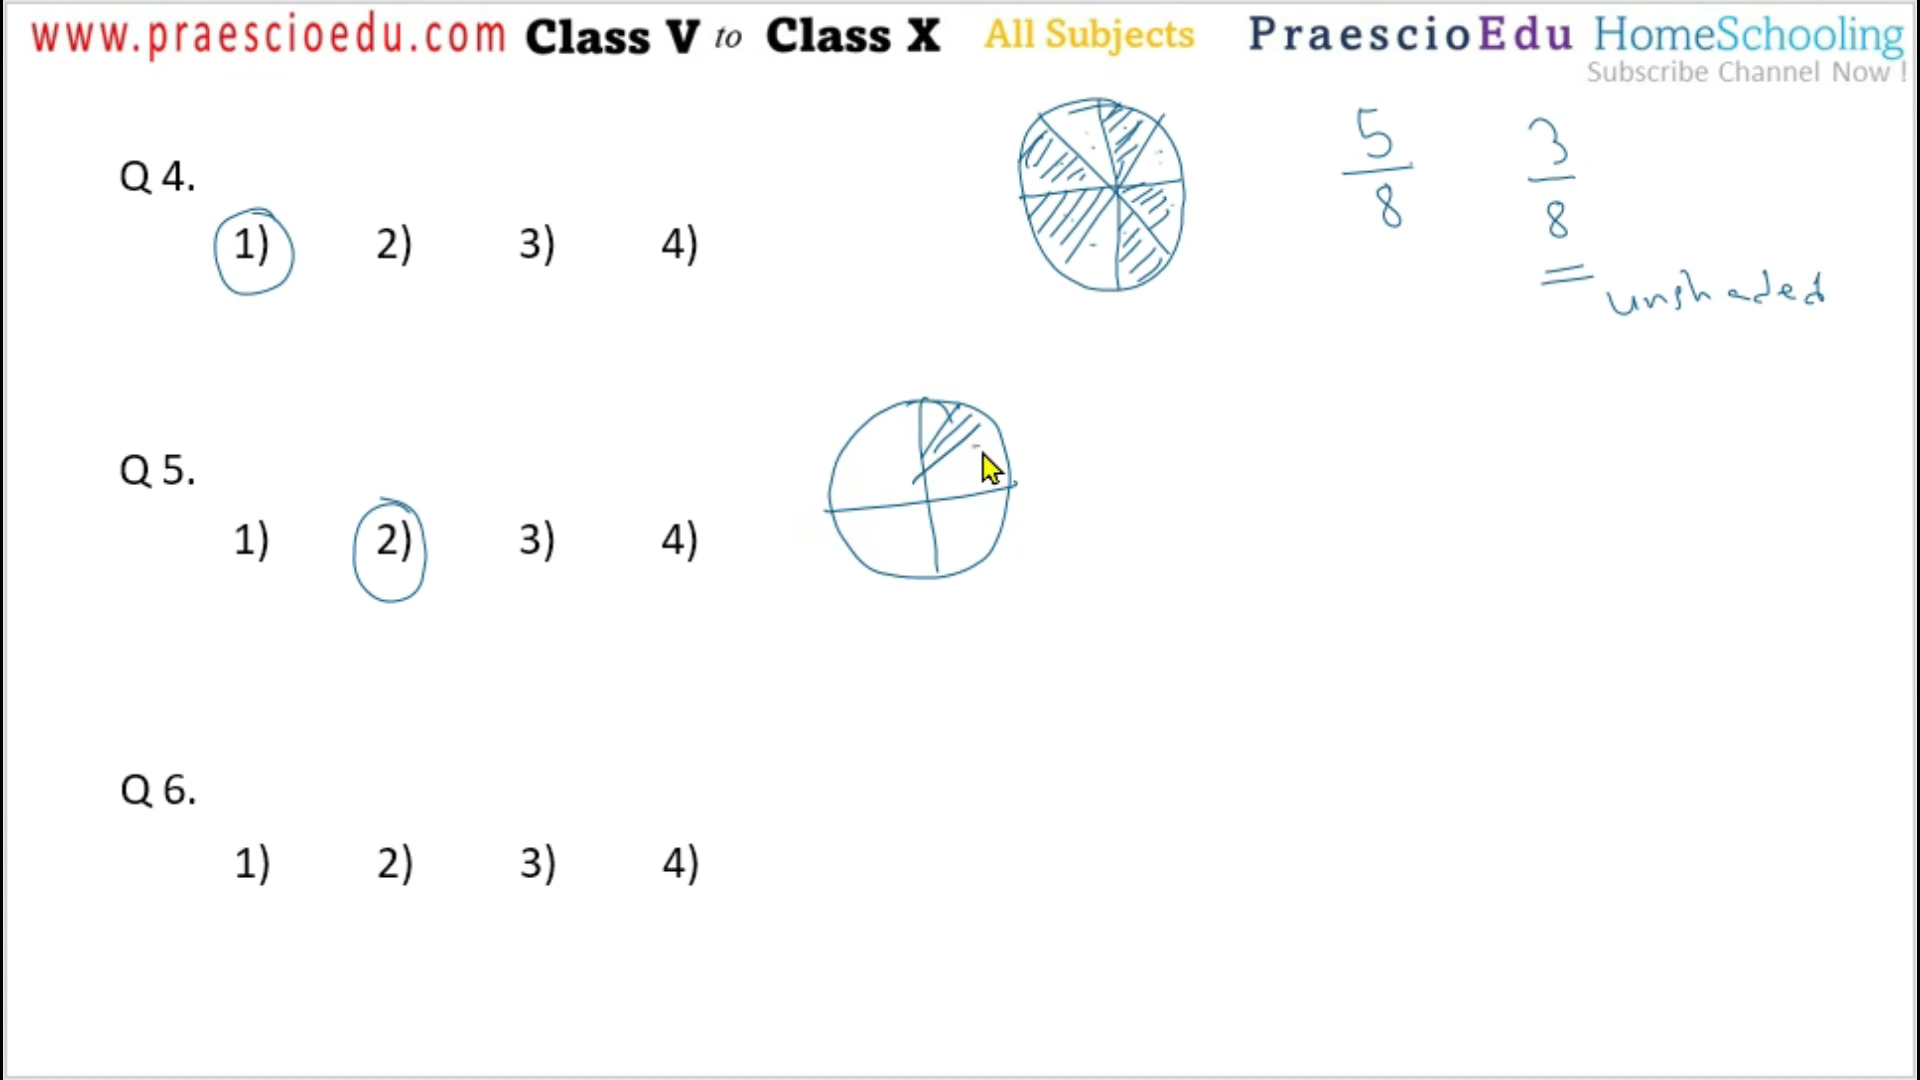 www.praescioedu.com Class V to Class X All Subjects PraescioEdu HomeSchooling
Subscribe Channel Now !
5/8 3/8
= unshaded
Q 4.
1) 2) 3) 4)
Q 5.
1) 2) 3) 4)
Q 6.
1) 2) 3) 4)